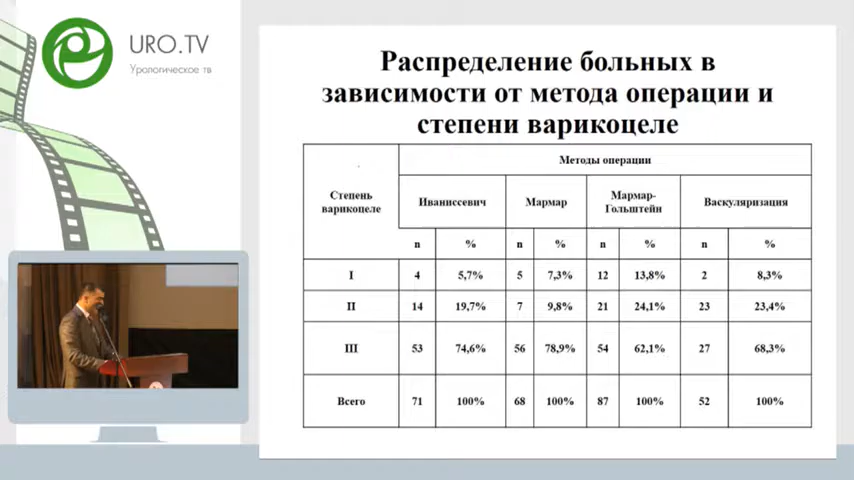 URO.TV
Урологическое тв
Распределение больных в
зависимости от метода операции и
степени варикоцеле
Степень
варикоцеле
Методы операции
Иваниссевич
Мармар
Мармар-
Гольштейн
Васкуляризация
n % n % n % n %
I 4 5,7% 5 7,3% 12 13,8% 2 8,3%
II 14 19,7% 7 9,8% 21 24,1% 23 23,4%
III 53 74,6% 56 78,9% 54 62,1% 27 68,3%
Всего 71 100% 68 100% 87 100% 52 100%